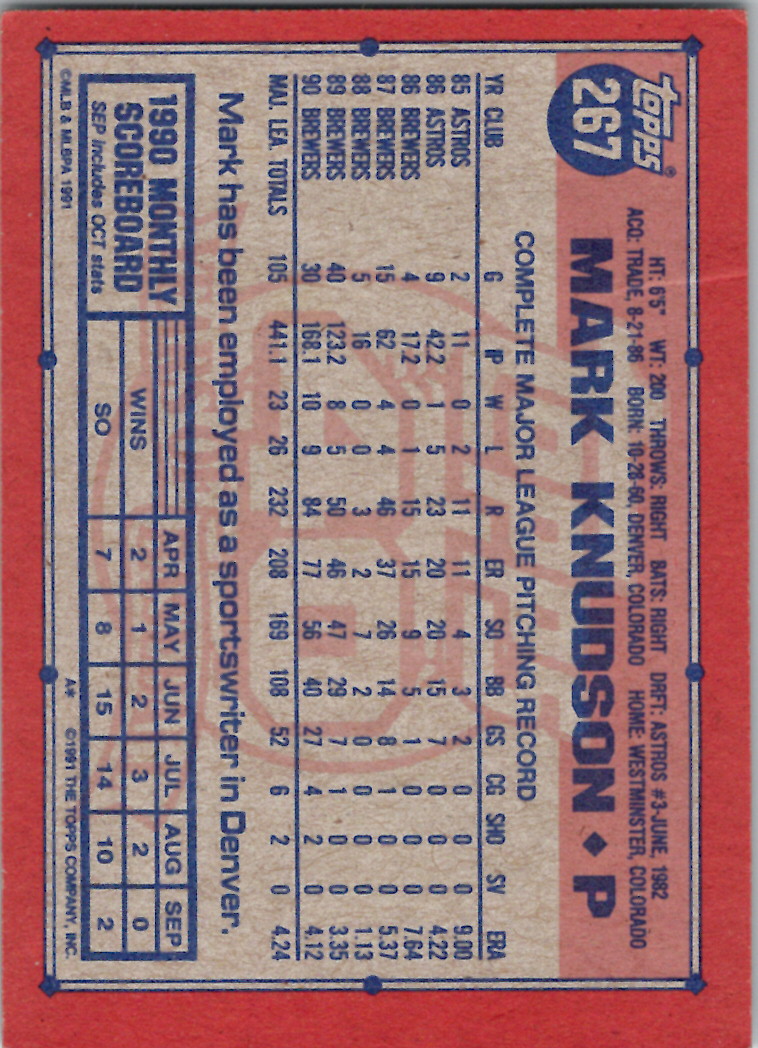 topps®
267
MARK KNUDSON ◆ P
HT: 6'5" WT: 200 THROWS: RIGHT BATS: RIGHT DRFT: ASTROS #3-JUNE, 1982
ACQ: TRADE, 8-21-86 BORN: 10-28-60, DENVER, COLORADO HOME: WESTMINSTER, COLORADO
COMPLETE MAJOR LEAGUE PITCHING RECORD
YR CLUB G IP W L R ER SO BB GS CG SHO SV ERA
85 ASTROS 2 11 0 2 11 11 4 3 2 0 0 0 9.00
86 ASTROS 9 42.2 1 5 23 20 20 15 7 0 0 0 4.22
86 BREWERS 4 17.2 0 1 15 15 9 5 1 0 0 0 7.64
87 BREWERS 15 62 4 4 46 37 26 14 8 1 0 0 5.37
88 BREWERS 5 16 0 0 3 2 7 2 0 0 0 0 1.13
89 BREWERS 40 123.2 8 5 50 46 47 29 7 1 0 0 3.35
90 BREWERS 30 168.1 10 9 84 77 56 40 27 4 2 0 4.12
MAJ. LEA. TOTALS 105 441.1 23 26 232 208 169 108 52 6 2 0 4.24
Mark has been employed as a sportswriter in Denver.
1990 MONTHLY
SCOREBOARD
SEP includes OCT stats
APR MAY JUN JUL AUG SEP
WINS 2 1 2 3 2 0
SO 7 8 15 14 10 2
©MLB & MLBPA 1991
A* ©1991 THE TOPPS COMPANY, INC.